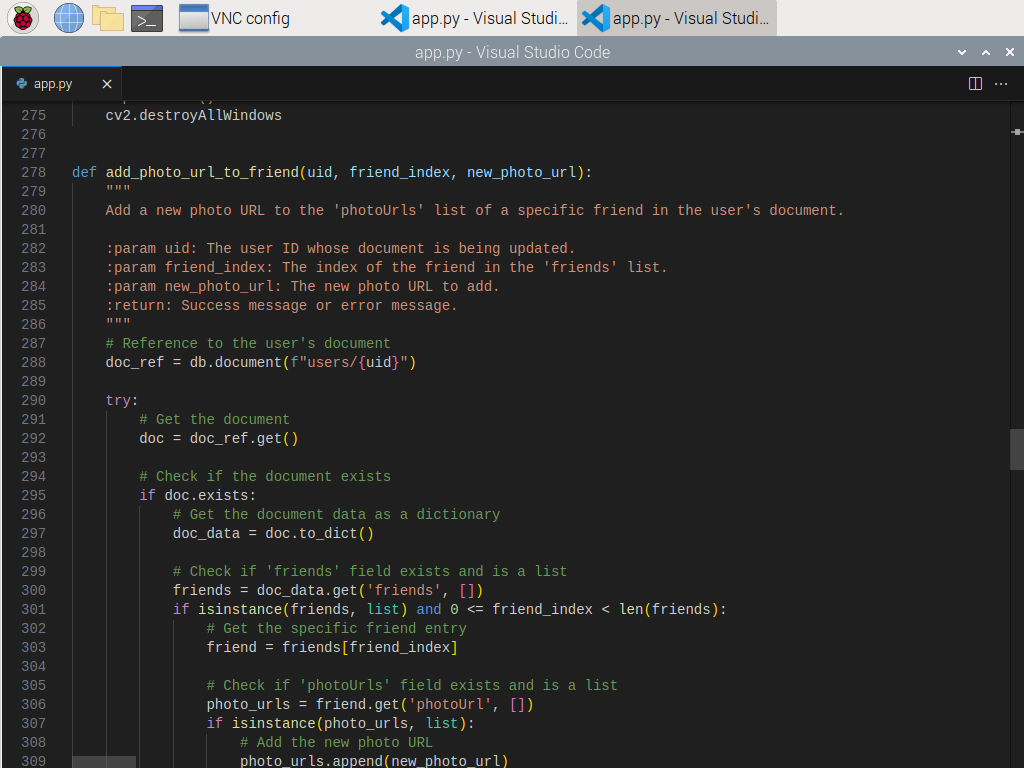 VNC config
app.py - Visual Studi...
app.py - Visual Studi...
app.py - Visual Studio Code
app.py
275 cv2.destroyAllWindows
276
277
278 def add_photo_url_to_friend(uid, friend_index, new_photo_url):
279 """
280 Add a new photo URL to the 'photoUrls' list of a specific friend in the user's document.
281
282 :param uid: The user ID whose document is being updated.
283 :param friend_index: The index of the friend in the 'friends' list.
284 :param new_photo_url: The new photo URL to add.
285 :return: Success message or error message.
286 """
287 # Reference to the user's document
288 doc_ref = db.document(f"users/{uid}")
289
290 try:
291 # Get the document
292 doc = doc_ref.get()
293
294 # Check if the document exists
295 if doc.exists:
296 # Get the document data as a dictionary
297 doc_data = doc.to_dict()
298
299 # Check if 'friends' field exists and is a list
300 friends = doc_data.get('friends', [])
301 if isinstance(friends, list) and 0 <= friend_index < len(friends):
302 # Get the specific friend entry
303 friend = friends[friend_index]
304
305 # Check if 'photoUrls' field exists and is a list
306 photo_urls = friend.get('photoUrl', [])
307 if isinstance(photo_urls, list):
308 # Add the new photo URL
309 photo_urls.append(new_photo_url)